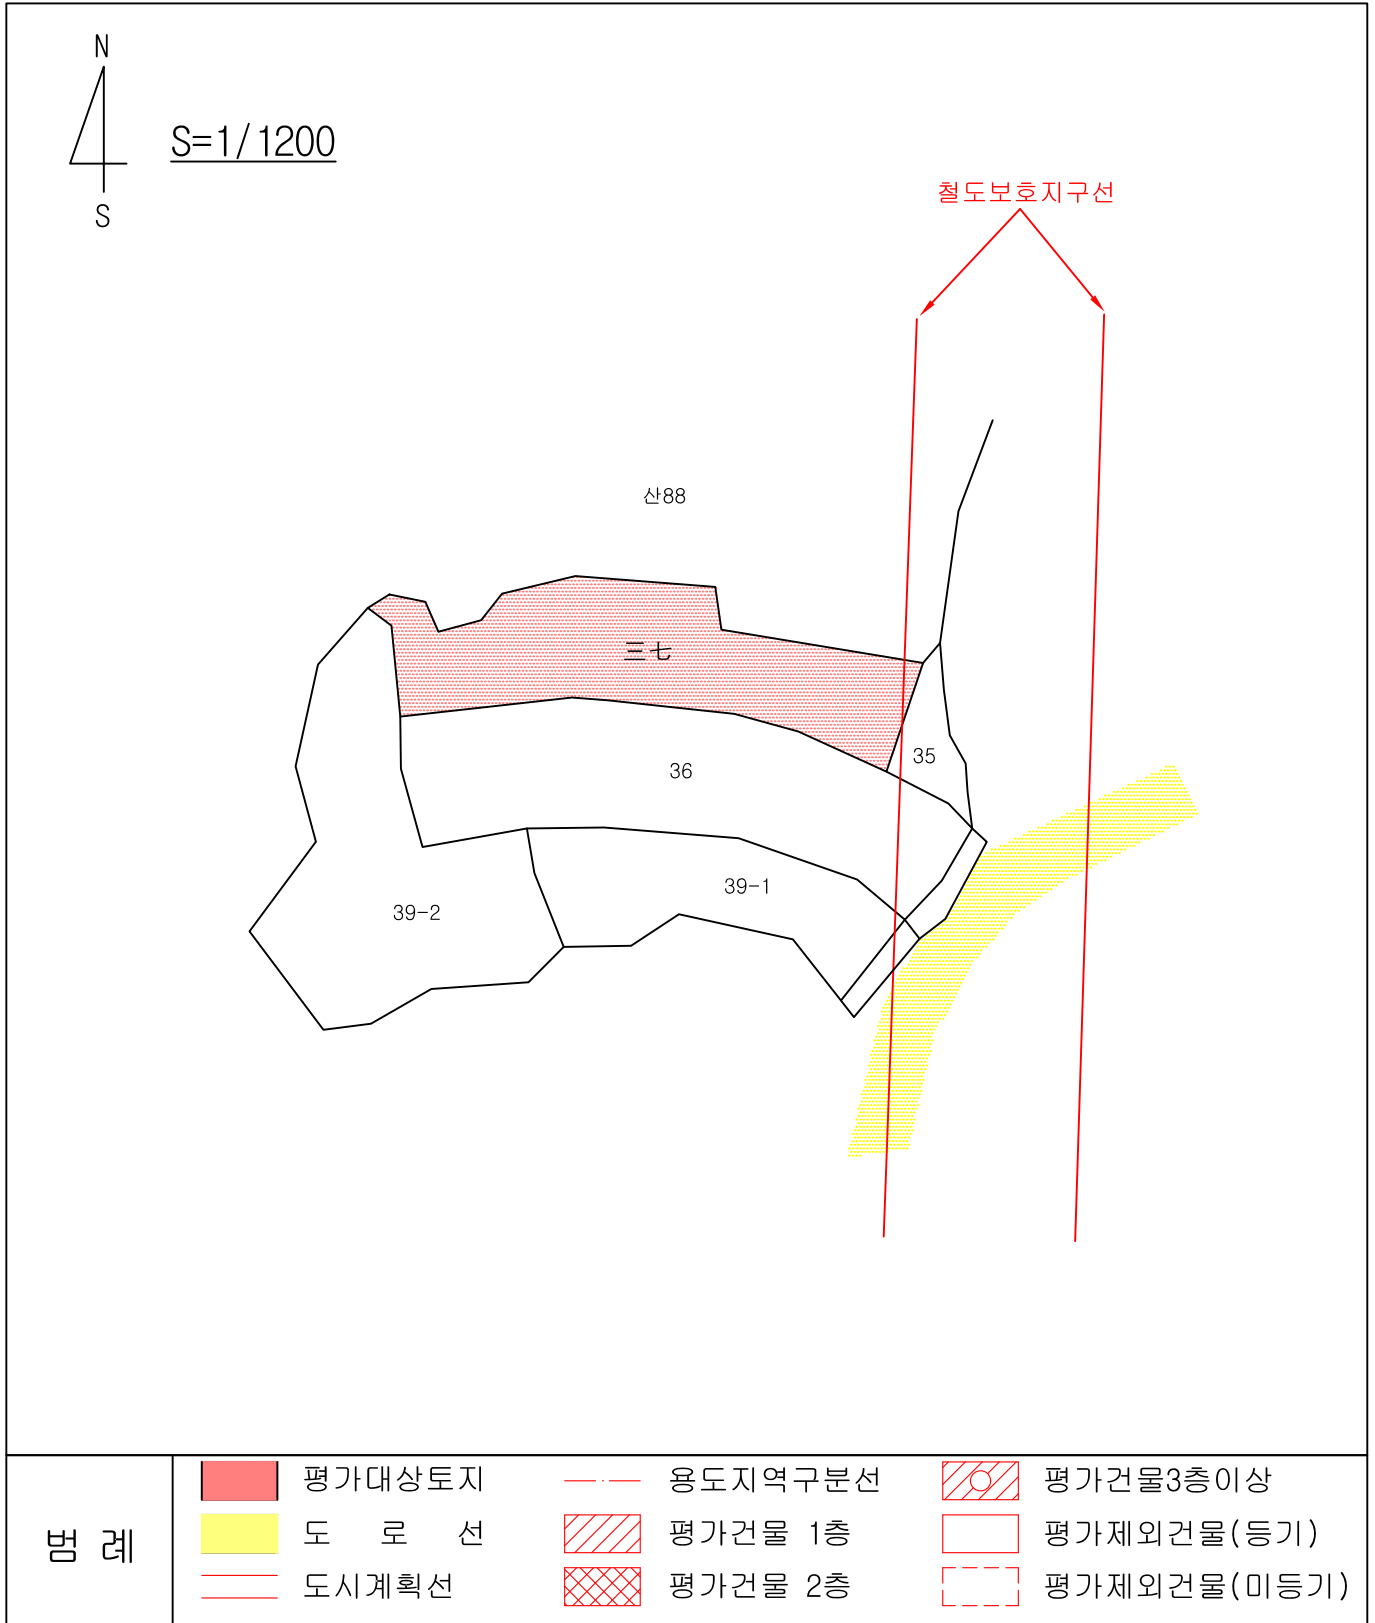 N
S=1/1200
S
철도보호지구선
산88
三七
35
36
39-1
39-2
범 례
평가대상토지
용도지역구분선
평가건물3층이상
도 로 선
평가건물 1층
평가제외건물(등기)
도시계획선
평가건물 2층
평가제외건물(미등기)